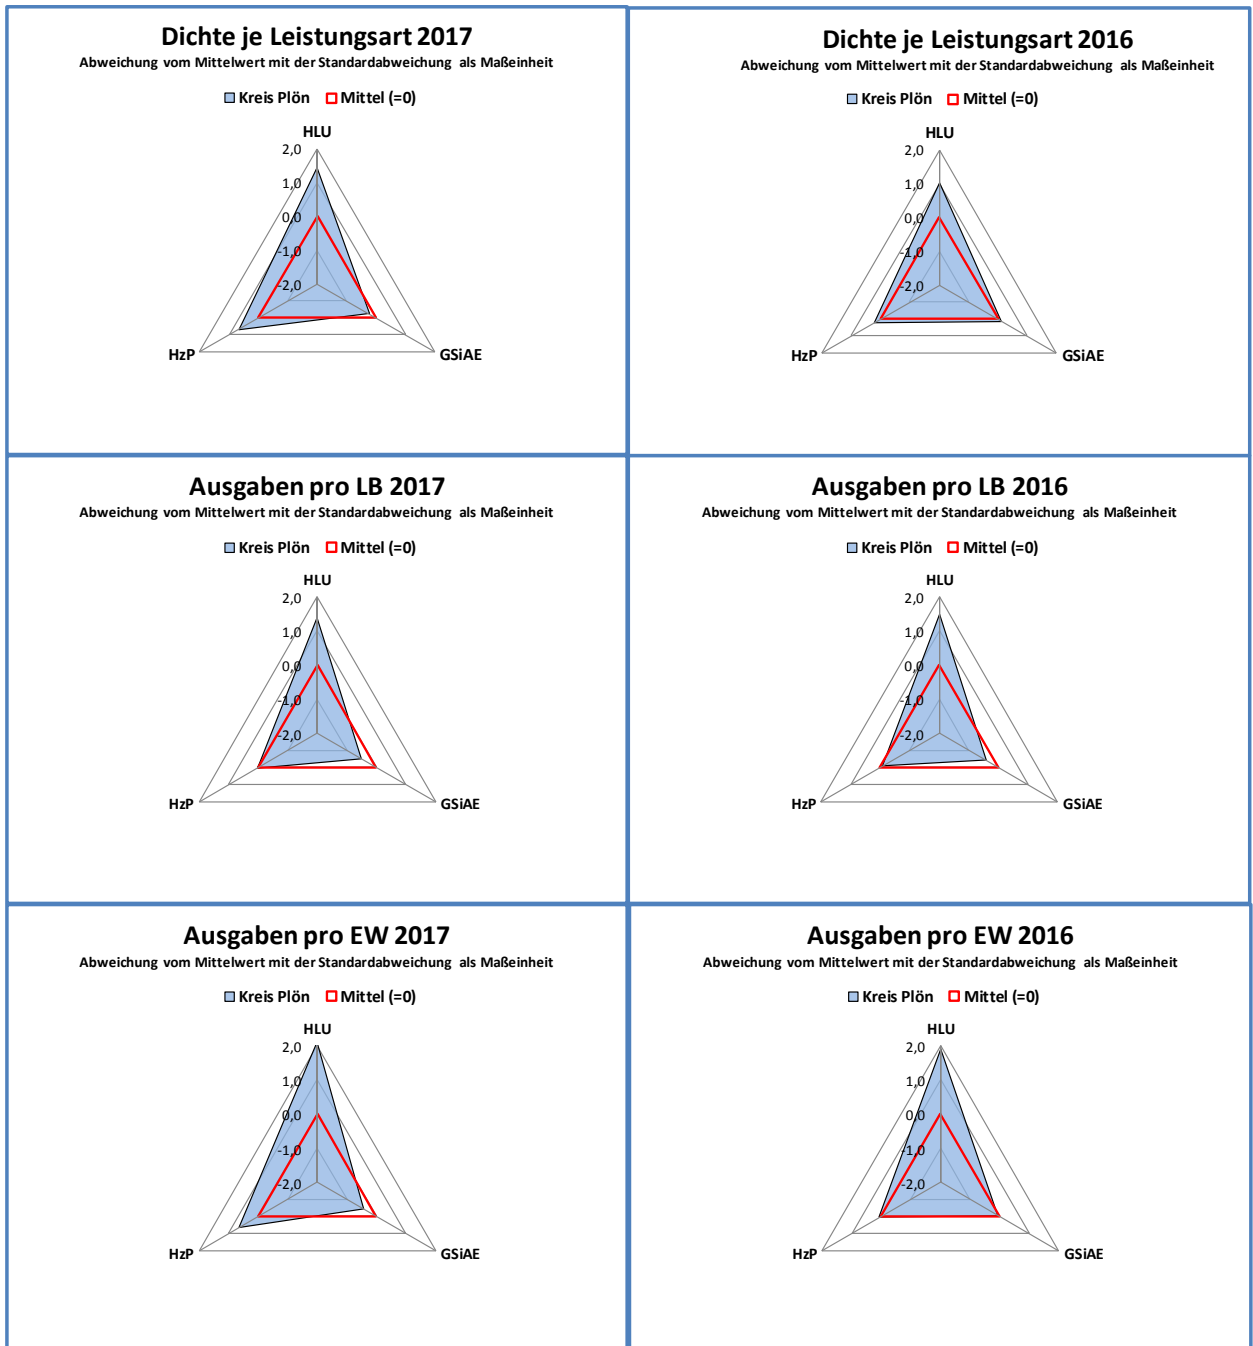 Dichte je Leistungsart 2017
Abweichung vom Mittelwert mit der Standardabweichung als Maßeinheit
Kreis Plön Mittel (=0)
HLU
2,0
1,0
0,0
-1,0
-2,0
HzP
GSiAE
Dichte je Leistungsart 2016
Abweichung vom Mittelwert mit der Standardabweichung als Maßeinheit
Kreis Plön Mittel (=0)
HLU
2,0
1,0
0,0
-1,0
-2,0
HzP
GSiAE
Ausgaben pro LB 2017
Abweichung vom Mittelwert mit der Standardabweichung als Maßeinheit
Kreis Plön Mittel (=0)
HLU
2,0
1,0
0,0
-1,0
-2,0
HzP
GSiAE
Ausgaben pro LB 2016
Abweichung vom Mittelwert mit der Standardabweichung als Maßeinheit
Kreis Plön Mittel (=0)
HLU
2,0
1,0
0,0
-1,0
-2,0
HzP
GSiAE
Ausgaben pro EW 2017
Abweichung vom Mittelwert mit der Standardabweichung als Maßeinheit
Kreis Plön Mittel (=0)
HLU
2,0
1,0
0,0
-1,0
-2,0
HzP
GSiAE
Ausgaben pro EW 2016
Abweichung vom Mittelwert mit der Standardabweichung als Maßeinheit
Kreis Plön Mittel (=0)
HLU
2,0
1,0
0,0
-1,0
-2,0
HzP
GSiAE